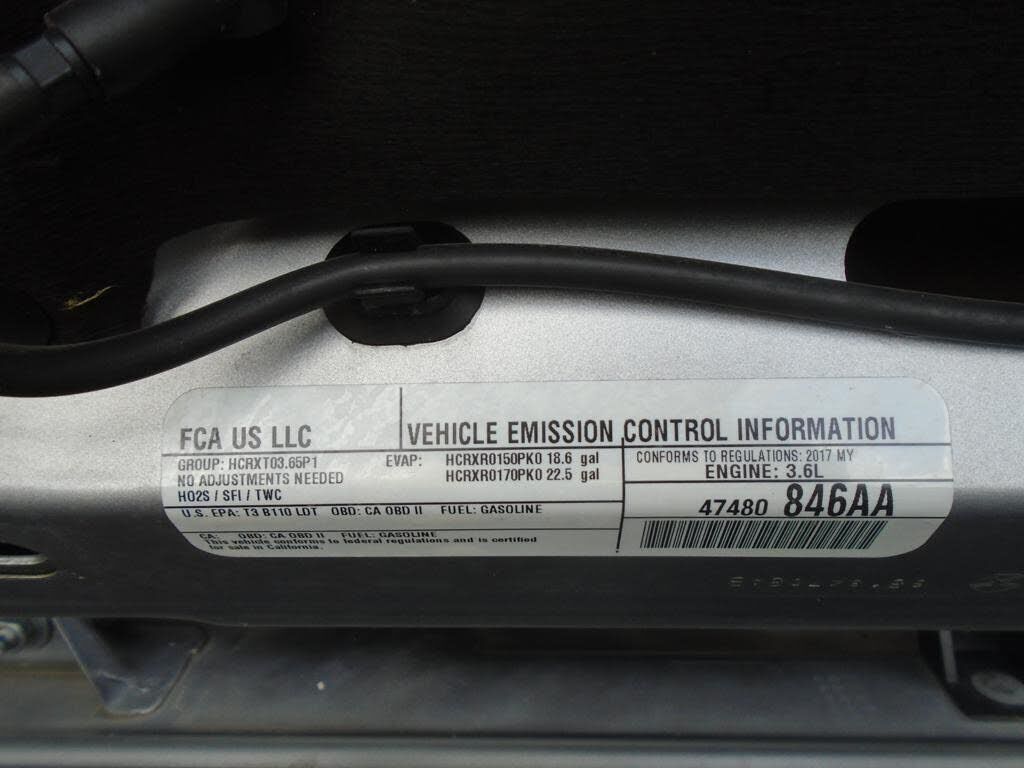 FCA US LLC
VEHICLE EMISSION CONTROL INFORMATION
GROUP: HCRXT03.65P1
NO ADJUSTMENTS NEEDED
HO2S / SFI / TWC
EVAP: HCRXR0150PK0 18.6 gal
HCRXR0170PK0 22.5 gal
CONFORMS TO REGULATIONS: 2017 MY
ENGINE: 3.6L
U.S. EPA: T3 B110 LDT OBD: CA OBD II FUEL: GASOLINE
47480 846AA
CA: OBD: CA OBD II FUEL: GASOLINE
This vehicle conforms to federal regulations and is certified
for sale in California.